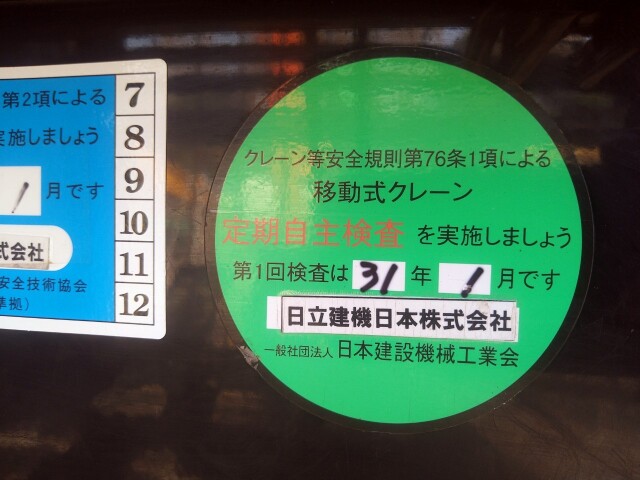 第2項による
実施しましょう
1 月です
式会社
安全技術協会
準拠)
7
8
9
10
11
12
クレーン等安全規則第76条1項による
移動式クレーン
定期自主検査 を実施しましょう
第1回検査は 31 年 1 月です
日立建機日本株式会社
一般社団法人 日本建設機械工業会